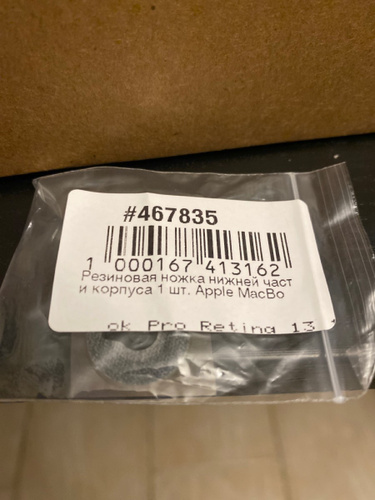 #467835
1 000167 413162
Резиновая ножка нижней част
и корпуса 1 шт. Apple MacBo
ok Pro Retina 13